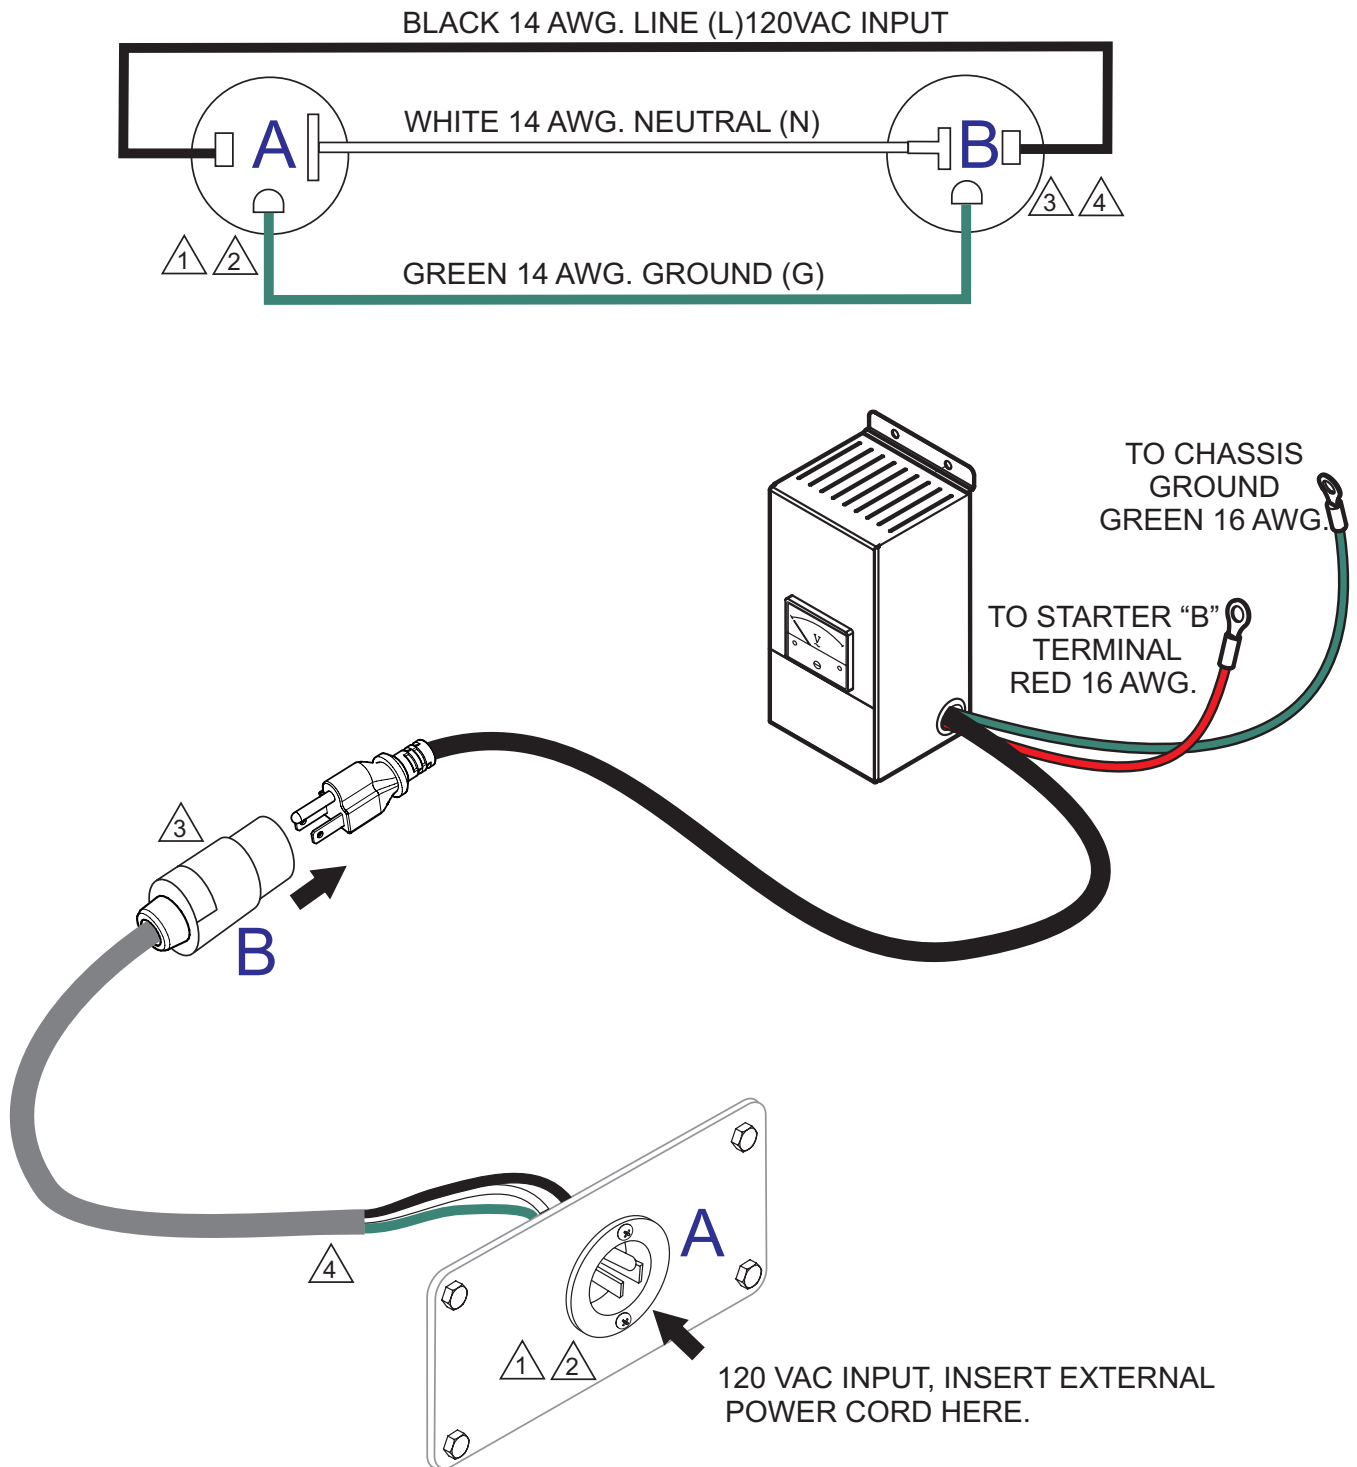 BLACK 14 AWG. LINE (L)120VAC INPUT
A
WHITE 14 AWG. NEUTRAL (N)
B
3 4
1 2
GREEN 14 AWG. GROUND (G)
TO CHASSIS
GROUND
GREEN 16 AWG.
TO STARTER “B”
TERMINAL
RED 16 AWG.
V
3
B
A
4
1 2
120 VAC INPUT, INSERT EXTERNAL
POWER CORD HERE.